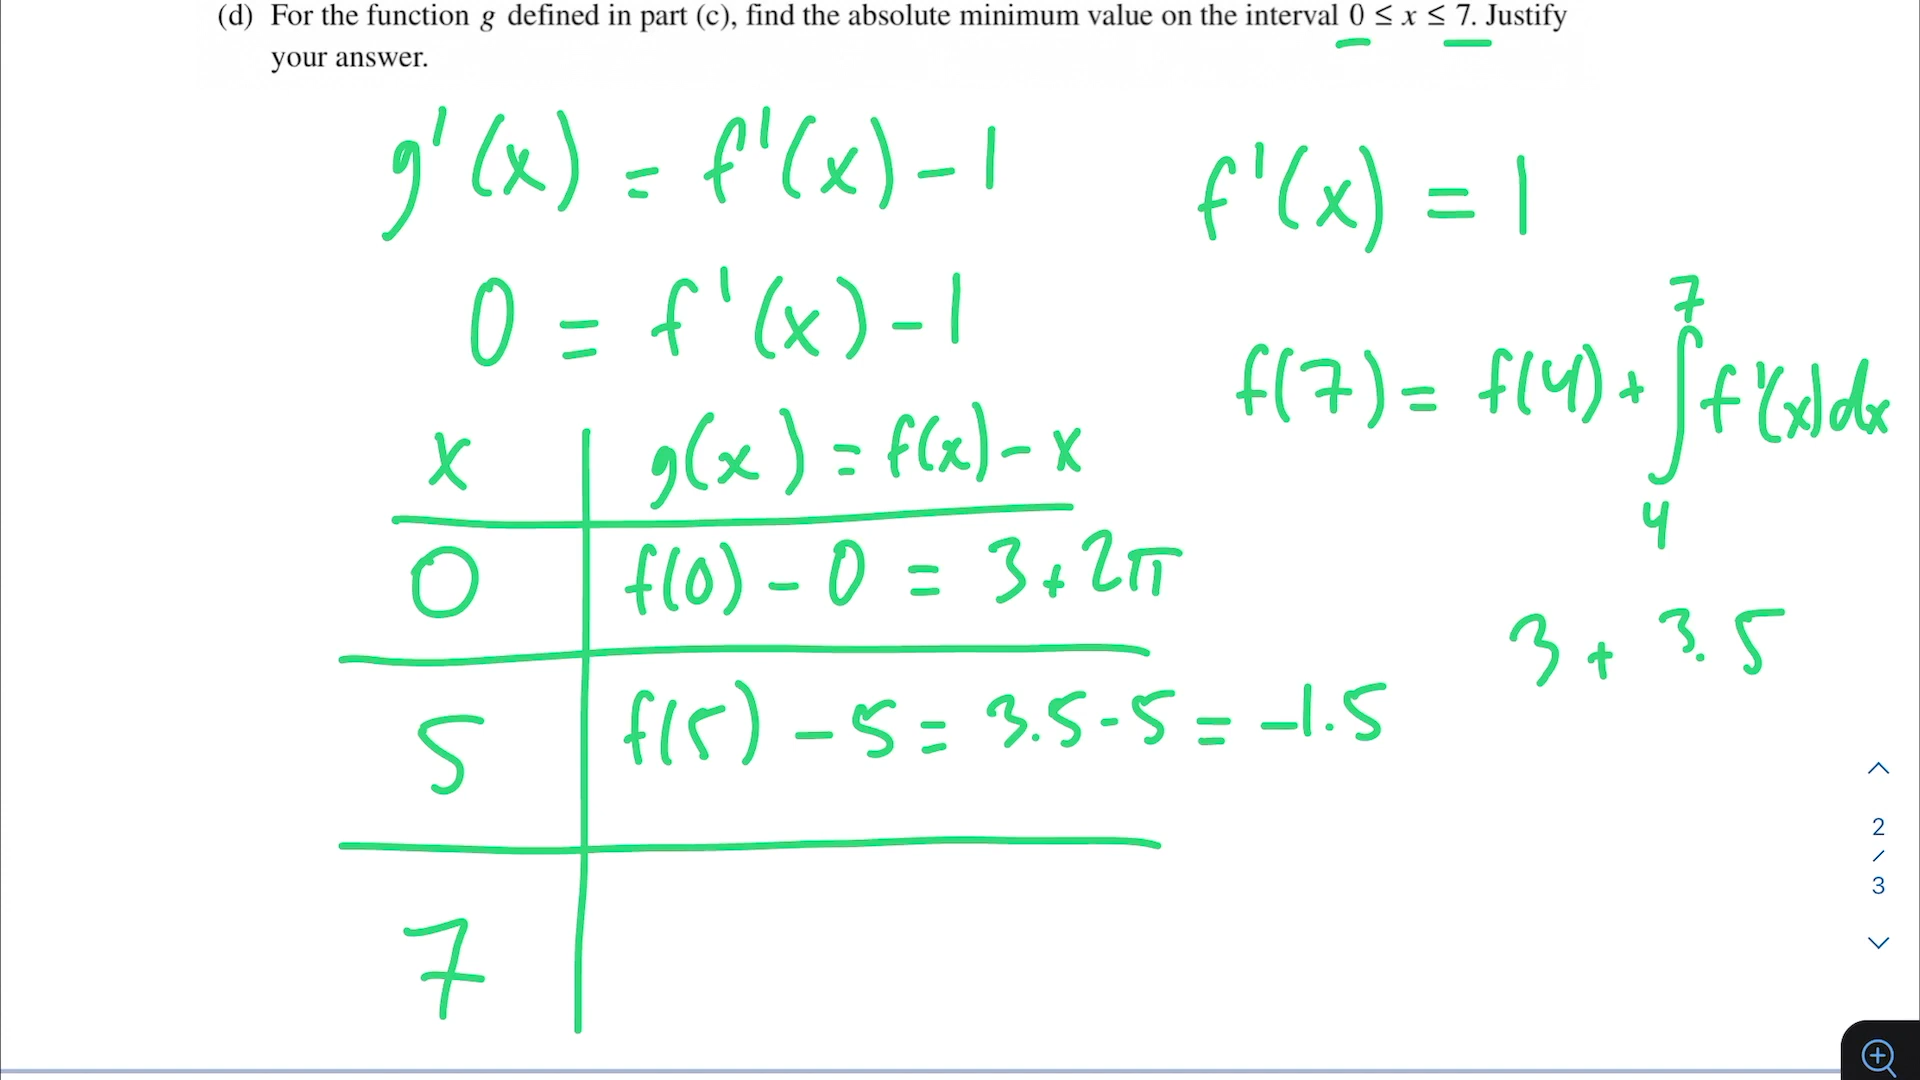 (d) For the function g defined in part (c), find the absolute minimum value on the interval 0 ≤ x ≤ 7. Justify
your answer.
g'(x) = f'(x) - 1
f'(x) = 1
0 = f'(x) - 1
f(7) = f(4) + ∫₄⁷ f'(x) dx
x
g(x) = f(x) - x
0
f(0) - 0 = 3 + 2π
3 + 3.5
5
f(5) - 5 = 3.5 - 5 = -1.5
7
2
/
3